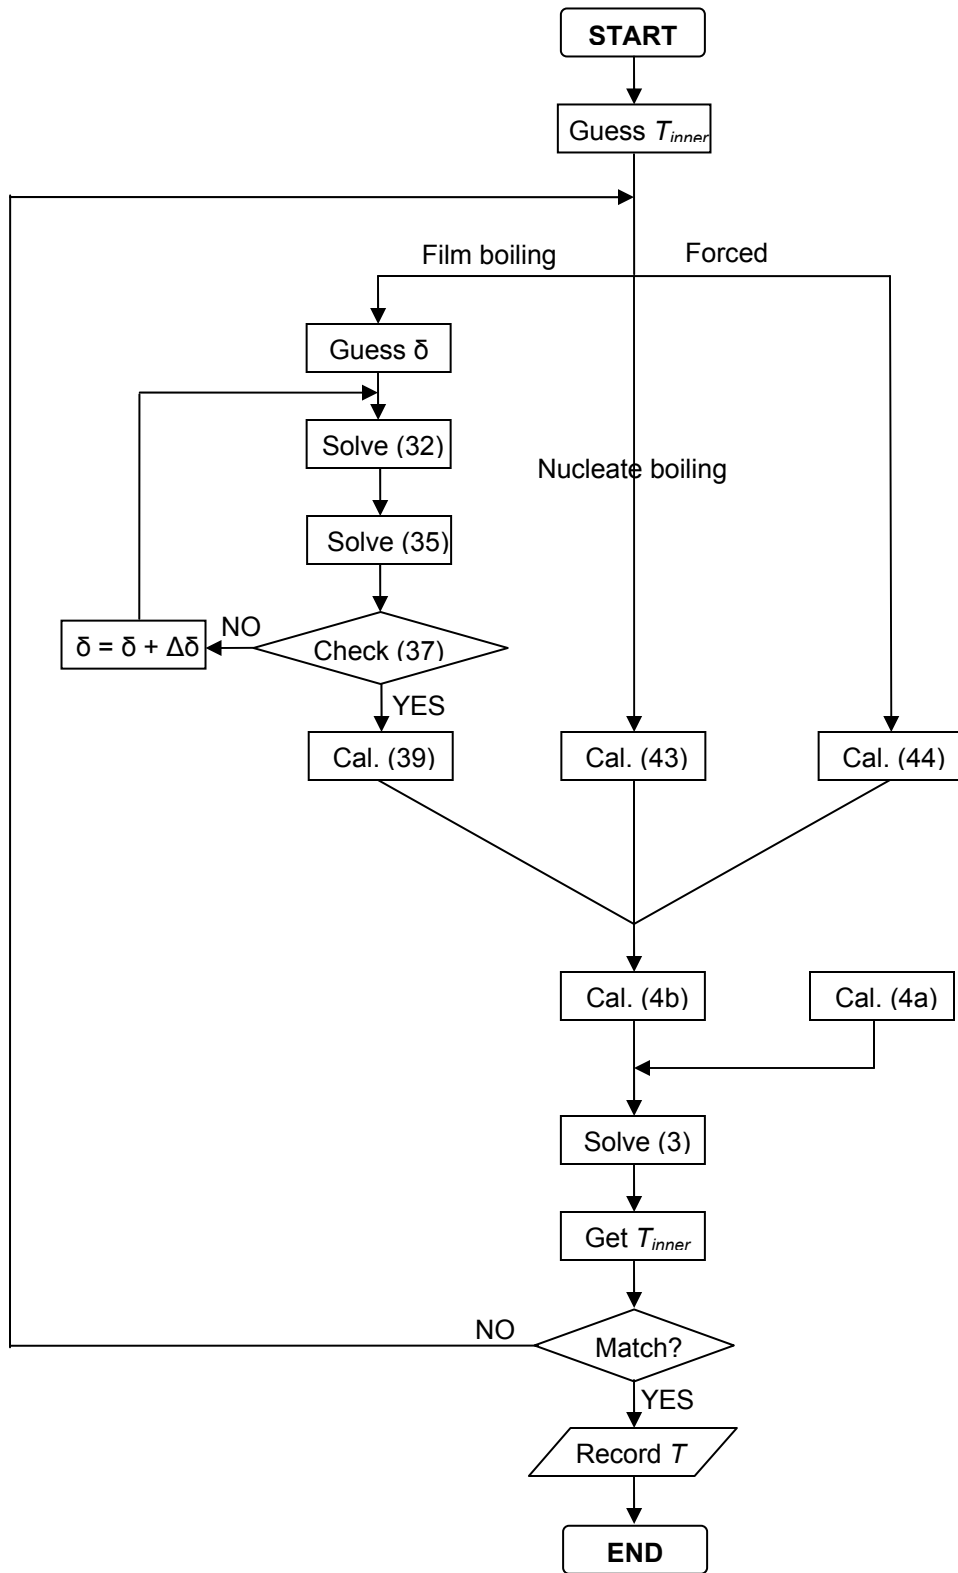 START
Guess T_inner
Film boiling
Forced
Guess δ
Solve (32)
Nucleate boiling
Solve (35)
NO
δ = δ + Δδ
Check (37)
YES
Cal. (39)
Cal. (43)
Cal. (44)
Cal. (4b)
Cal. (4a)
Solve (3)
Get T_inner
NO
Match?
YES
Record T
END